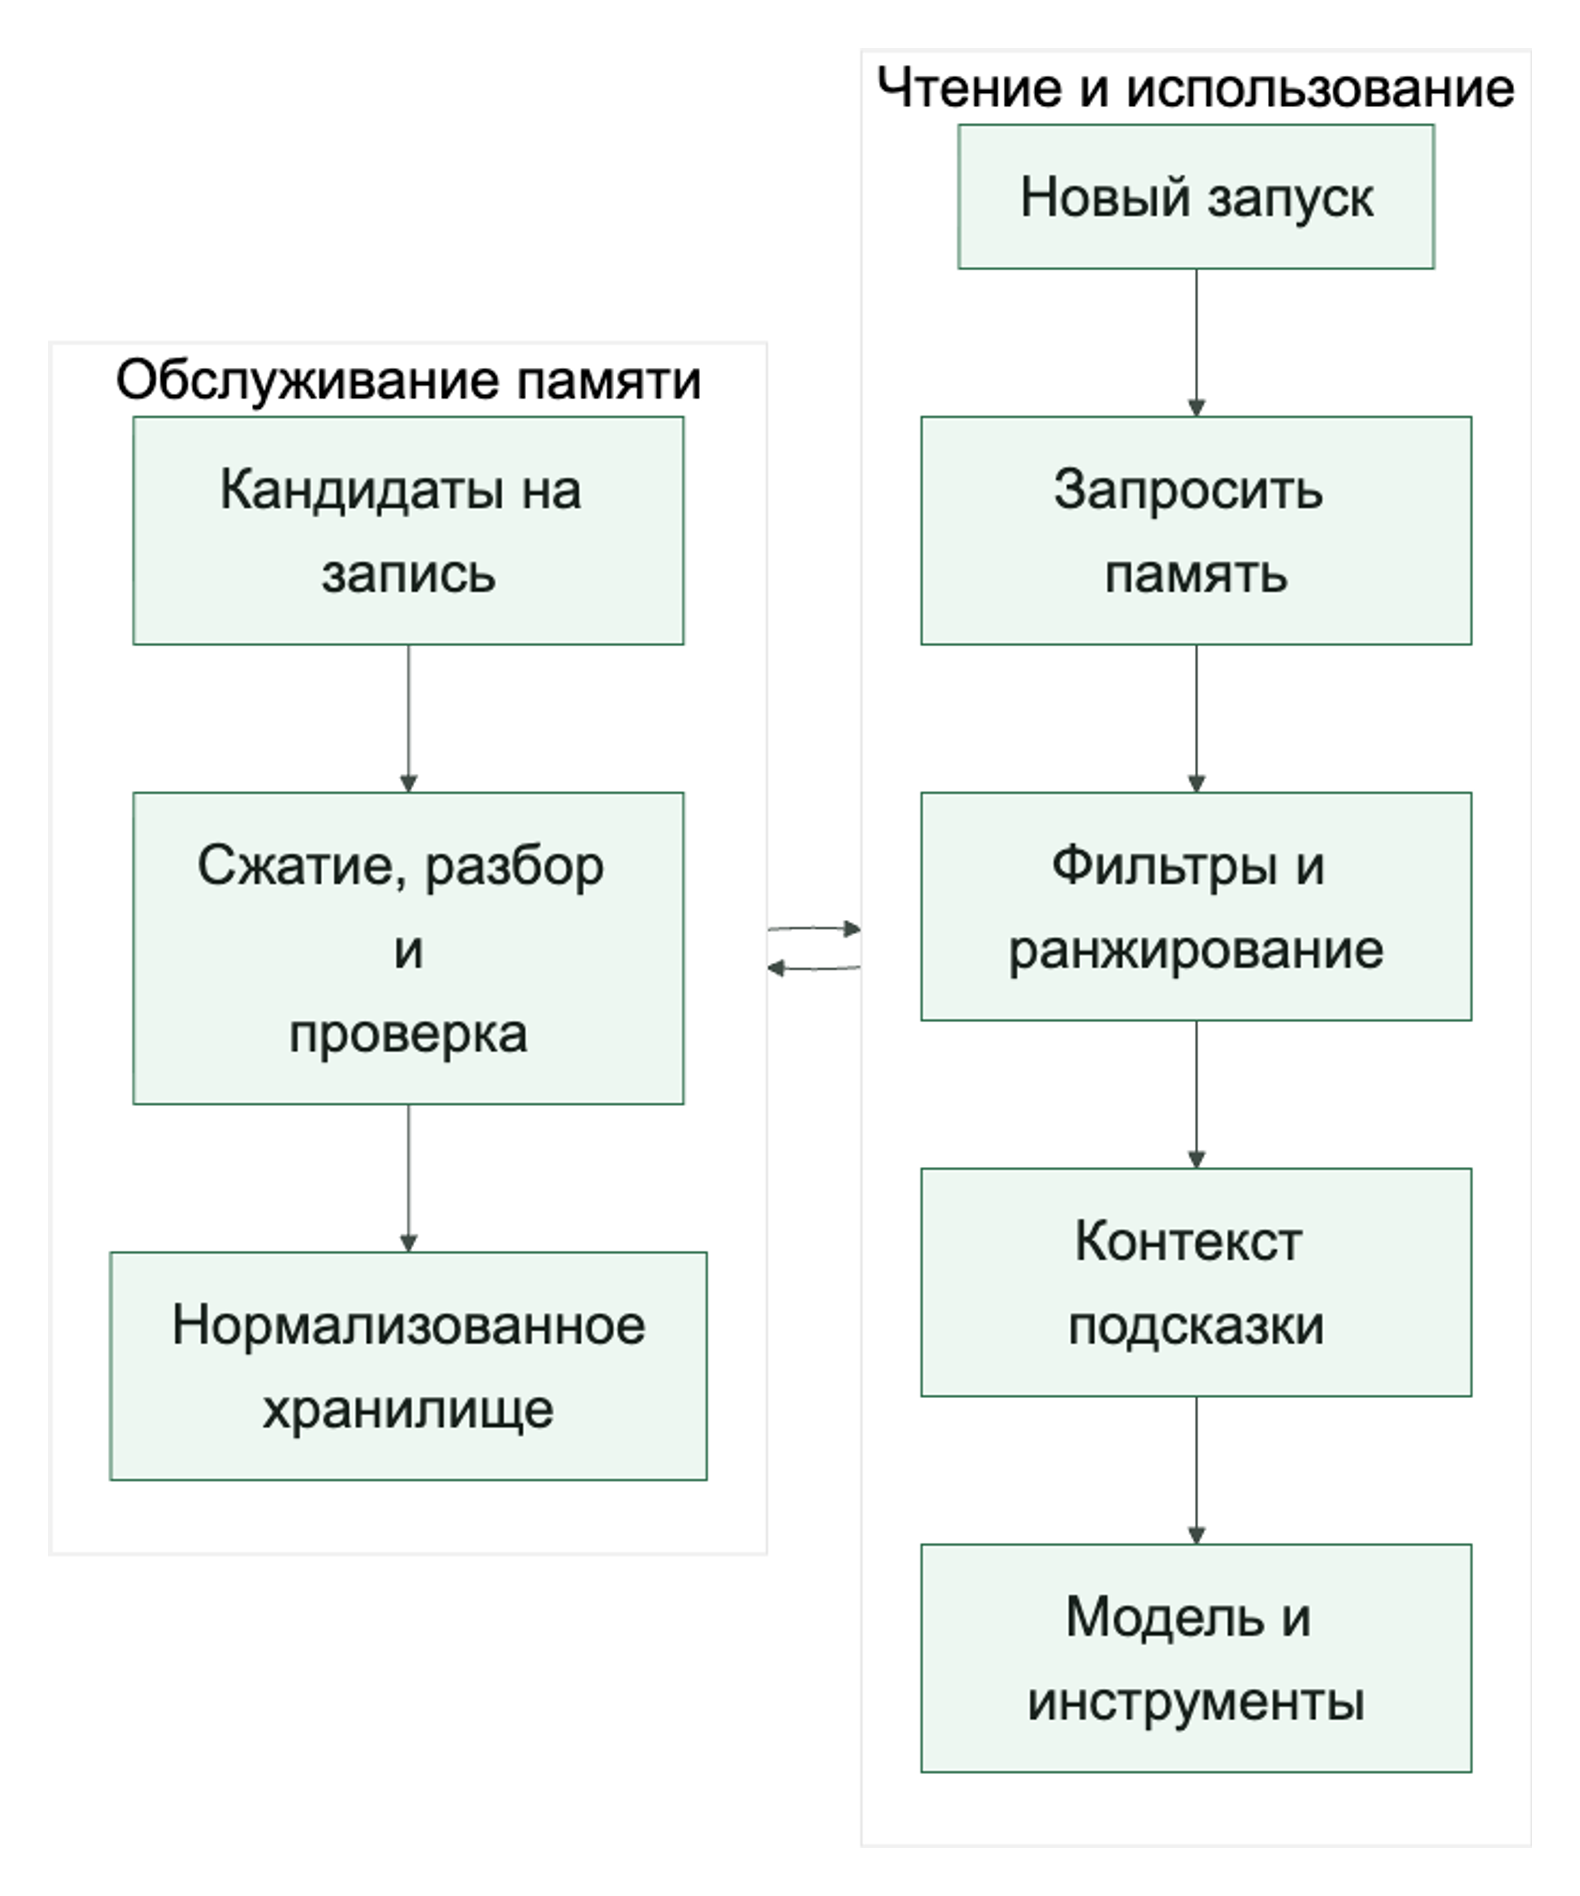 Обслуживание памяти
Кандидаты на
запись
Сжатие, разбор
и
проверка
Нормализованное
хранилище
Чтение и использование
Новый запуск
Запросить
память
Фильтры и
ранжирование
Контекст
подсказки
Модель и
инструменты